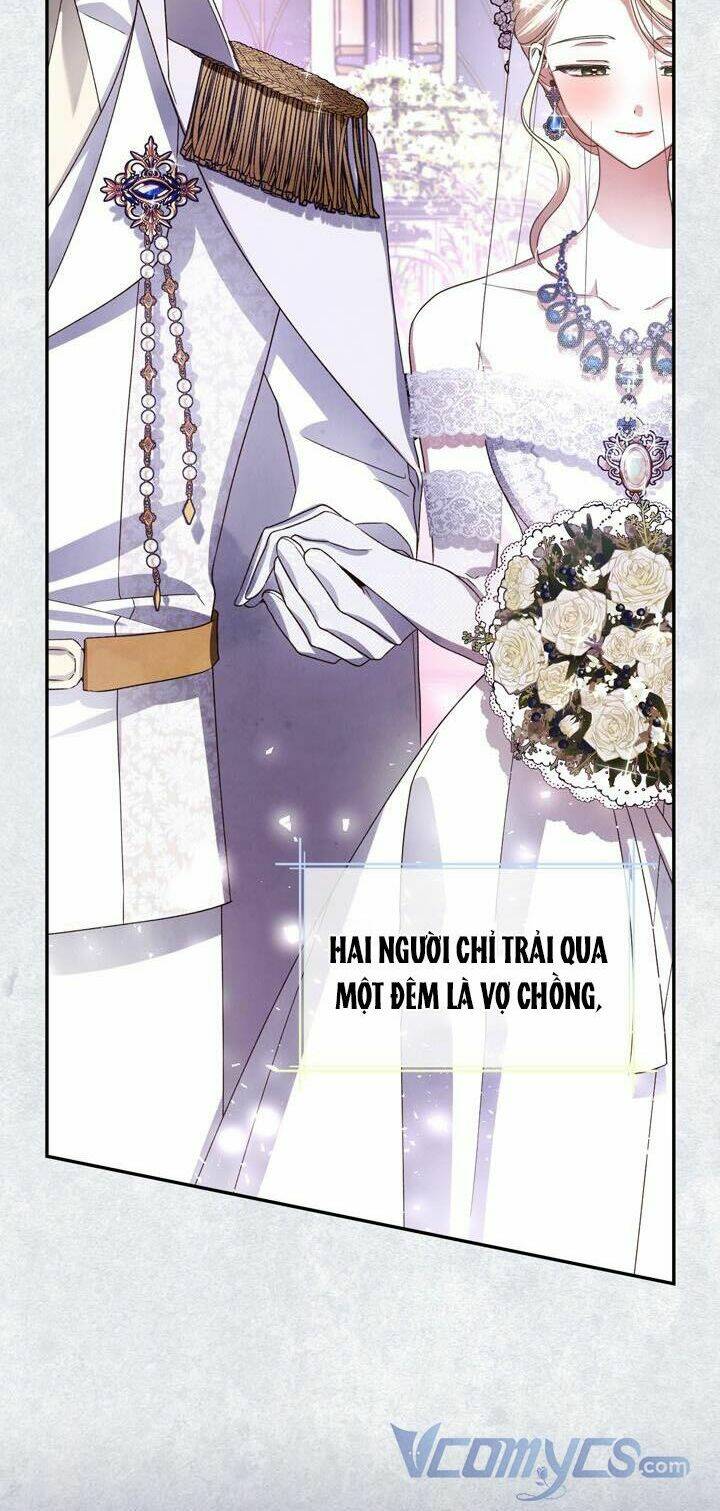 HAI NGƯỜI CHỈ TRẢI QUA
MỘT ĐÊM LÀ VỢ CHỒNG,
VCOMYCS.com